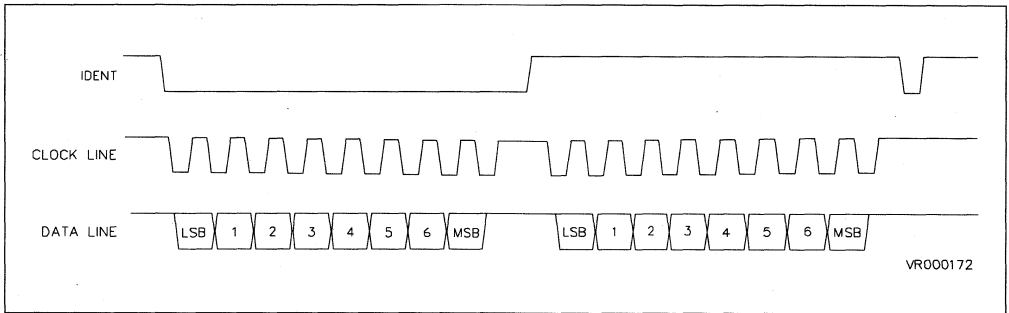 IDENT
CLOCK LINE
DATA LINE LSB 1 2 3 4 5 6 MSB LSB 1 2 3 4 5 6 MSB
VR000172